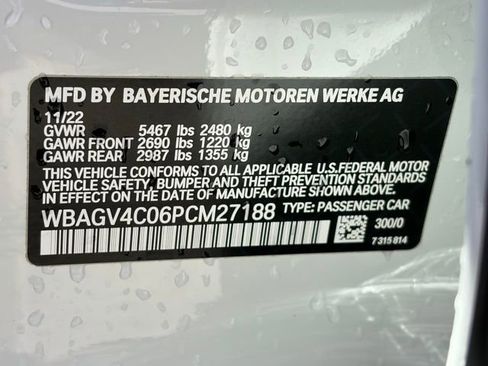 MFD BY BAYERISCHE MOTOREN WERKE AG
11/22
GVWR 5467 lbs 2480 kg
GAWR FRONT 2690 lbs 1220 kg
GAWR REAR 2987 lbs 1355 kg
THIS VEHICLE CONFORMS TO ALL APPLICABLE U.S.FEDERAL MOTOR
VEHICLE SAFETY, BUMPER AND THEFT PREVENTION STANDARDS
IN EFFECT ON THE DATE OF MANUFACTURE SHOWN ABOVE.
WBAGV4C06PCM27188 TYPE: PASSENGER CAR
300/0
7 315 814